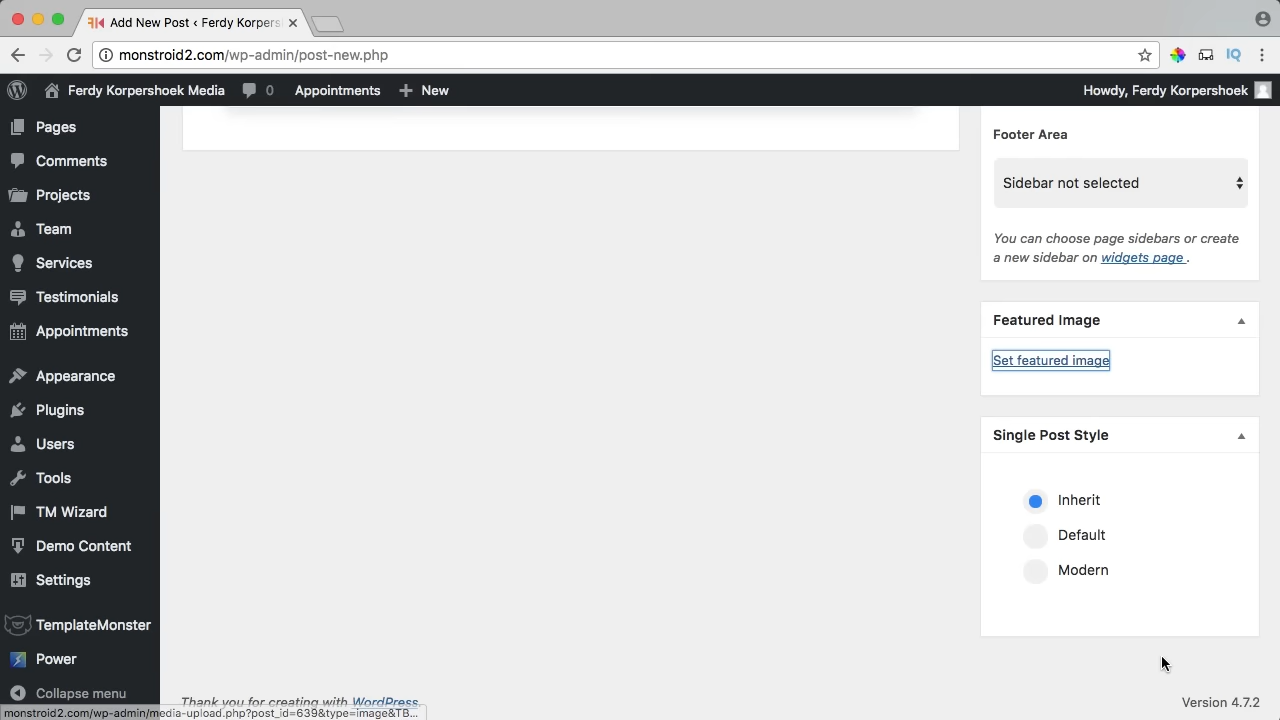 Add New Post ‹ Ferdy Korpers
monstroid2.com/wp-admin/post-new.php
Ferdy Korpershoek Media
0
Appointments
New
Howdy, Ferdy Korpershoek
Pages
Comments
Projects
Team
Services
Testimonials
Appointments
Appearance
Plugins
Users
Tools
TM Wizard
Demo Content
Settings
TemplateMonster
Power
Collapse menu
Footer Area
Sidebar not selected
You can choose page sidebars or create
a new sidebar on widgets page .
Featured Image
Set featured image
Single Post Style
Inherit
Default
Modern
Thank you for creating with WordPress.
Version 4.7.2
monstroid2.com/wp-admin/media-upload.php?post_id=639&type=image&TB...